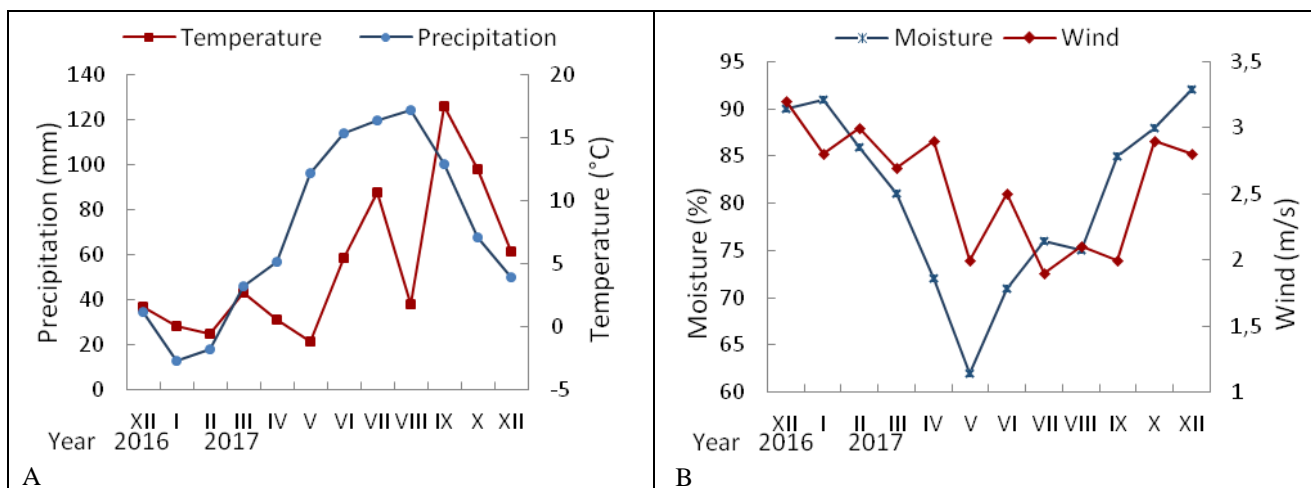 Temperature Precipitation
140
120
100
80
60
40
20
0
Precipitation (mm)
20
15
10
5
0
-5
Temperature (°C)
XII I II III IV V VI VII VIII IX X XII
Year 2016 2017
A
Moisture Wind
95
90
85
80
75
70
65
60
Moisture (%)
3,5
3
2,5
2
1,5
1
Wind (m/s)
XII I II III IV V VI VII VIII IX X XII
Year 2016 2017
B